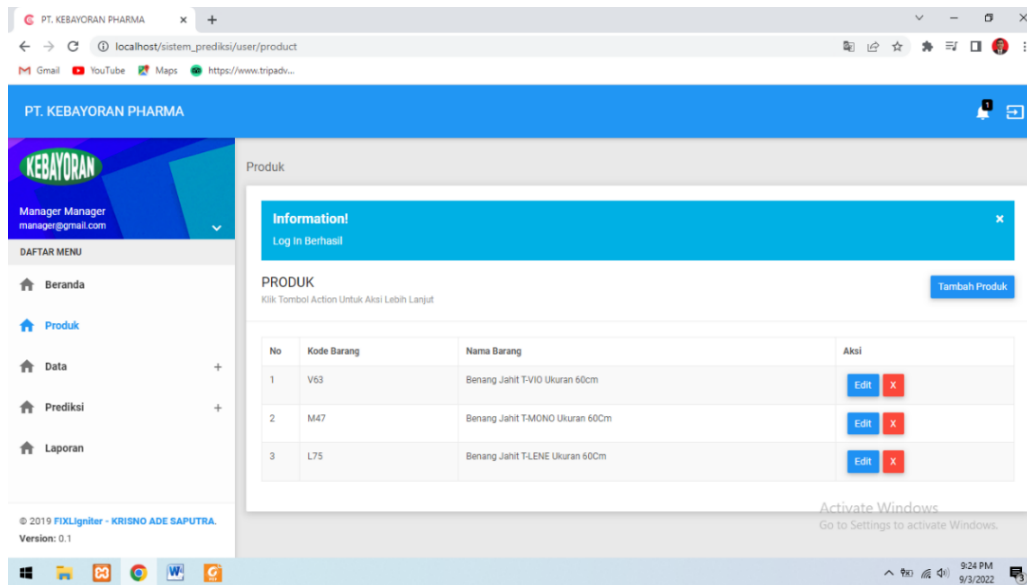 PT. KEBAYORAN PHARMA
localhost/sistem_prediksi/user/product
Gmail YouTube Maps https://www.tripadv...
PT. KEBAYORAN PHARMA
1
KEBAYORAN
Manager Manager
manager@gmail.com
DAFTAR MENU
Beranda
Produk
Data +
Prediksi +
Laporan
© 2019 FIXLIgniter - KRISNO ADE SAPUTRA.
Version: 0.1
Produk
Information! x
Log In Berhasil
PRODUK
Klik Tombol Action Untuk Aksi Lebih Lanjut
Tambah Produk
No Kode Barang Nama Barang Aksi
1 V63 Benang Jahit T-VIO Ukuran 60cm Edit X
2 M47 Benang Jahit T-MONO Ukuran 60Cm Edit X
3 L75 Benang Jahit T-LENE Ukuran 60Cm Edit X
Activate Windows
Go to Settings to activate Windows.
9:24 PM
9/3/2022